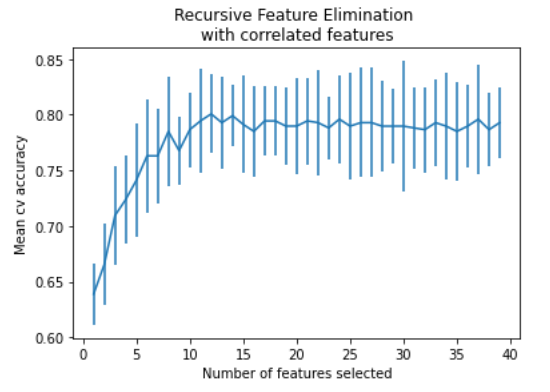 Recursive Feature Elimination
with correlated features
Mean cv accuracy
0.85
0.80
0.75
0.70
0.65
0.60
0 5 10 15 20 25 30 35 40
Number of features selected